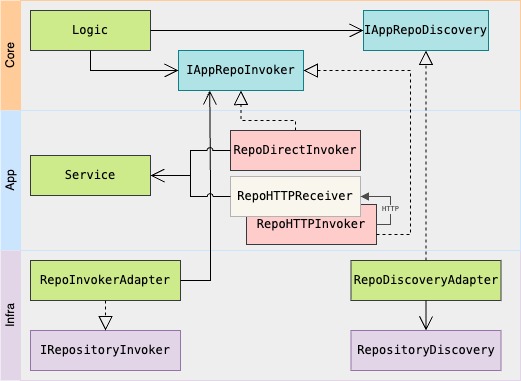 Core
Logic
IAppRepoDiscovery
IAppRepoInvoker
App
RepoDirectInvoker
Service
RepoHTTPReceiver
HTTP
RepoHTTPInvoker
Infra
RepoInvokerAdapter
RepoDiscoveryAdapter
IRepositoryInvoker
RepositoryDiscovery